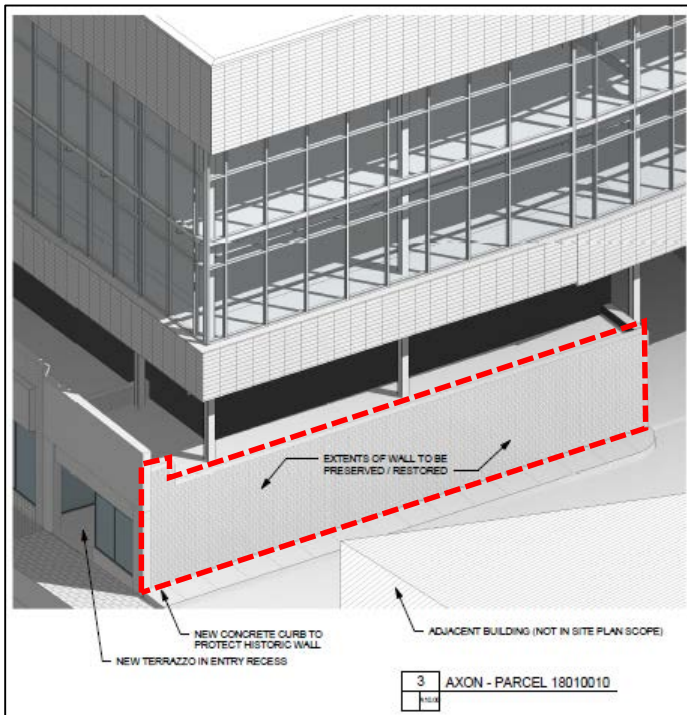 EXTENTS OF WALL TO BE
PRESERVED / RESTORED
NEW CONCRETE CURB TO
PROTECT HISTORIC WALL
ADJACENT BUILDING (NOT IN SITE PLAN SCOPE)
NEW TERRAZZO IN ENTRY RECESS
3 AXON - PARCEL 18010010